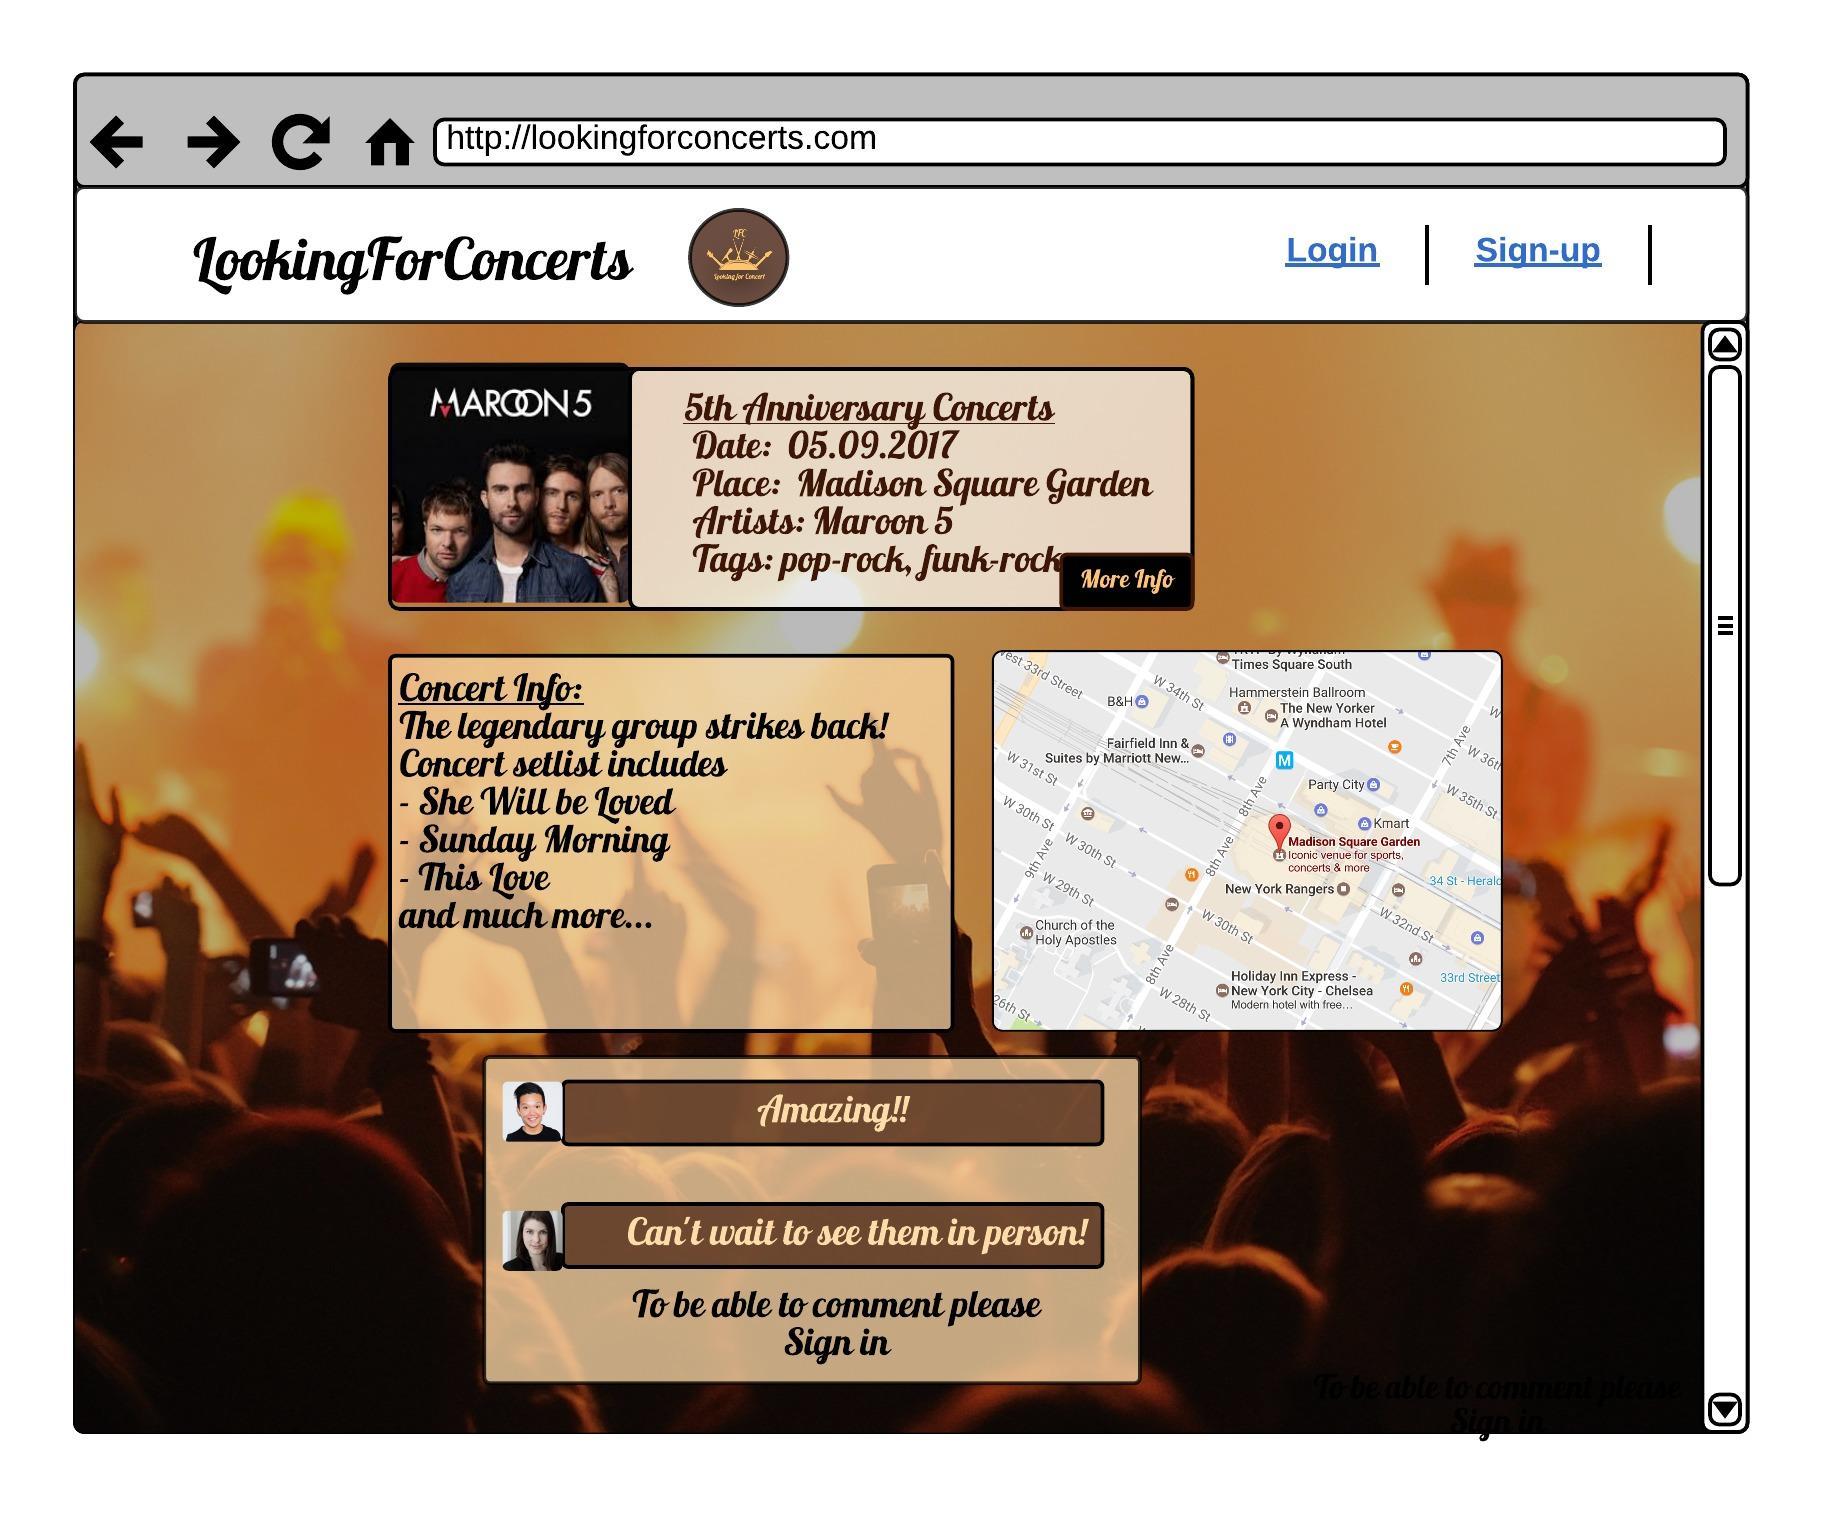 http://lookingforconcerts.com
LookingForConcerts
LFC
Looking for Concert
Login
Sign-up
MAROON 5
5th Anniversary Concerts
Date: 05.09.2017
Place: Madison Square Garden
Artists: Maroon 5
Tags: pop-rock, funk-rock
More Info
Concert Info:
The legendary group strikes back!
Concert setlist includes
- She Will be Loved
- Sunday Morning
- This Love
and much more...
West 33rd Street
Times Square South
W 34th St
B&H
Hammerstein Ballroom
The New Yorker
A Wyndham Hotel
Fairfield Inn &
Suites by Marriott New...
W 31st St
M
7th Ave
W 36th
8th Ave
Party City
W 35th St
W 30th St
Kmart
Madison Square Garden
Iconic venue for sports,
concerts & more
W 30th St
9th Ave
8th Ave
34 St - Herald
New York Rangers
W 29th St
W 30th St
W 32nd St
Church of the
Holy Apostles
8th Ave
Holiday Inn Express -
New York City - Chelsea
Modern hotel with free...
33rd Street
W 28th St
26th St
Amazing!!
Can't wait to see them in person!
To be able to comment please
Sign in
To be able to comment please
Sign in